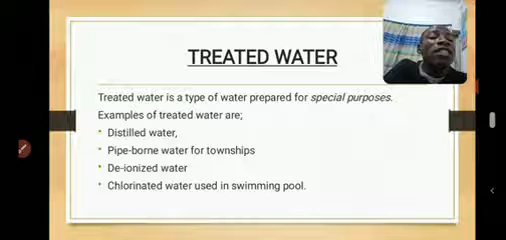 TREATED WATER
Treated water is a type of water prepared for special purposes.
Examples of treated water are;
• Distilled water,
• Pipe-borne water for townships
• De-ionized water
• Chlorinated water used in swimming pool.